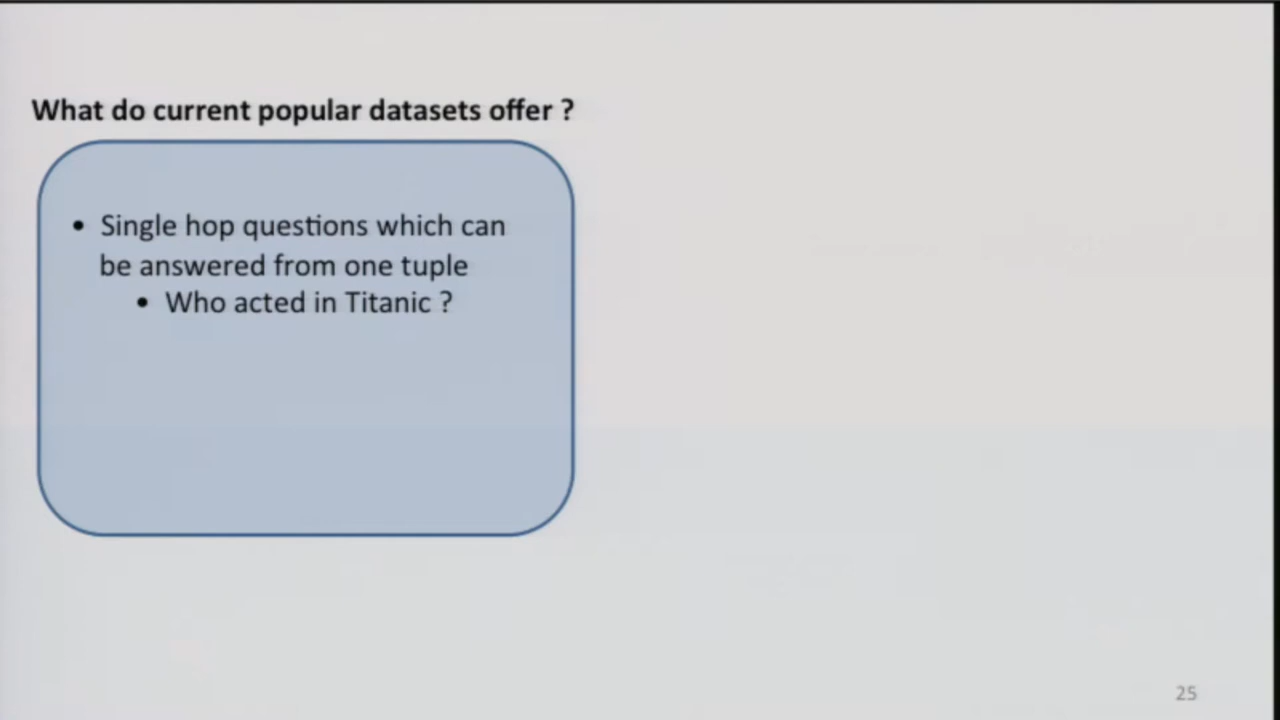 What do current popular datasets offer ?
• Single hop questions which can
be answered from one tuple
• Who acted in Titanic ?
25